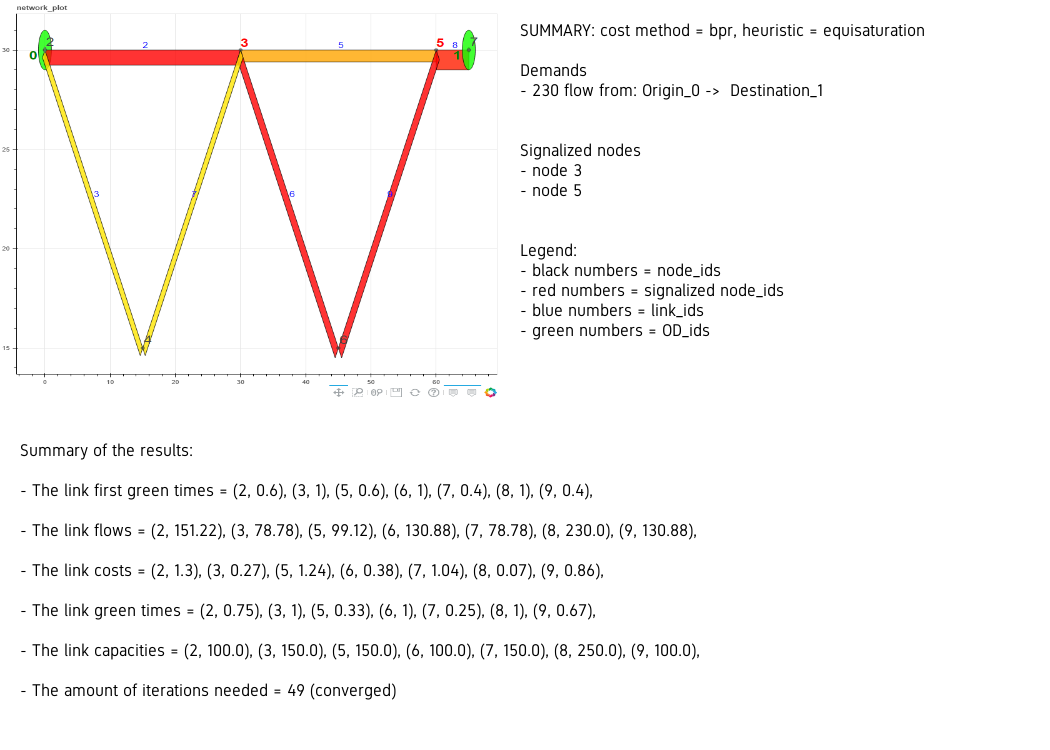 network_plot
SUMMARY: cost method = bpr, heuristic = equisaturation
Demands
- 230 flow from: Origin_0 -> Destination_1
Signalized nodes
- node 3
- node 5
Legend:
- black numbers = node_ids
- red numbers = signalized node_ids
- blue numbers = link_ids
- green numbers = OD_ids
30
25
20
15
0 10 20 30 40 50 60
0 2 2 3 5 5 8 1 7
3 7 6 9
4 6
Summary of the results:
- The link first green times = (2, 0.6), (3, 1), (5, 0.6), (6, 1), (7, 0.4), (8, 1), (9, 0.4),
- The link flows = (2, 151.22), (3, 78.78), (5, 99.12), (6, 130.88), (7, 78.78), (8, 230.0), (9, 130.88),
- The link costs = (2, 1.3), (3, 0.27), (5, 1.24), (6, 0.38), (7, 1.04), (8, 0.07), (9, 0.86),
- The link green times = (2, 0.75), (3, 1), (5, 0.33), (6, 1), (7, 0.25), (8, 1), (9, 0.67),
- The link capacities = (2, 100.0), (3, 150.0), (5, 150.0), (6, 100.0), (7, 150.0), (8, 250.0), (9, 100.0),
- The amount of iterations needed = 49 (converged)